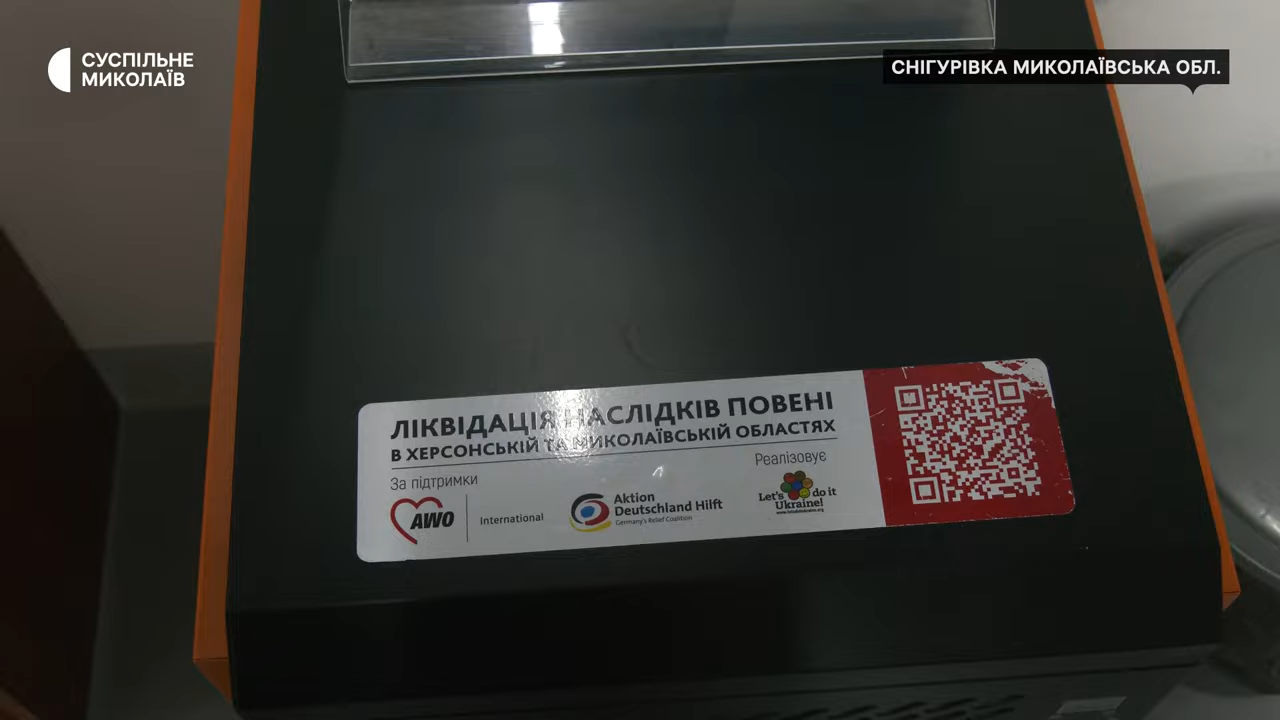 СУСПІЛЬНЕ
МИКОЛАЇВ
СНІГУРІВКА МИКОЛАЇВСЬКА ОБЛ.
ЛІКВІДАЦІЯ НАСЛІДКІВ ПОВЕНІ
В ХЕРСОНСЬКІЙ ТА МИКОЛАЇВСЬКІЙ ОБЛАСТЯХ
За підтримки
Реалізовує
AWO International
Aktion
Deutschland Hilft
Germany's Relief Coalition
Let's do it
Ukraine!